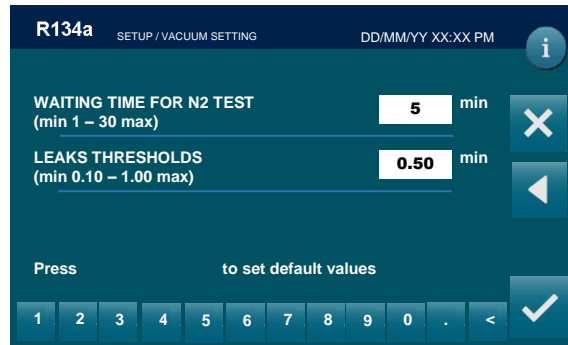 R134a SETUP / VACUUM SETTING DD/MM/YY XX:XX PM
i
WAITING TIME FOR N2 TEST 5 min
(min 1 – 30 max)
LEAKS THRESHOLDS 0.50 min
(min 0.10 – 1.00 max)
Press to set default values
1 2 3 4 5 6 7 8 9 0 . <